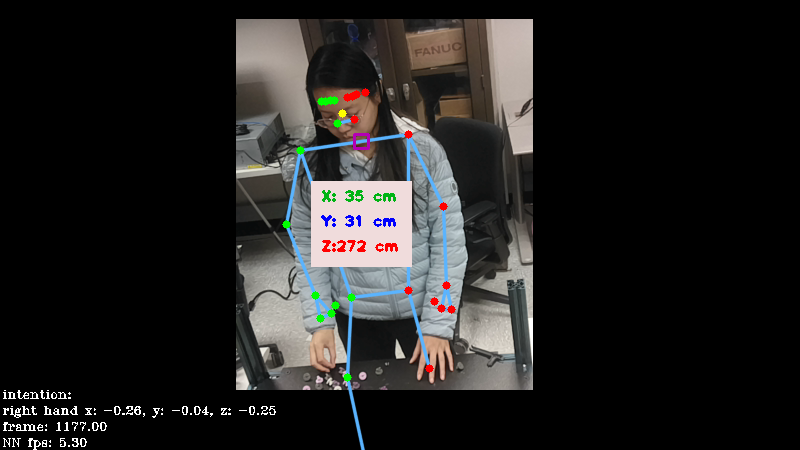 FANUC
X: 35 cm
Y: 31 cm
Z:272 cm
intention:
right hand x: −0.26, y: −0.04, z: −0.25
frame: 1177.00
NN fps: 5.30